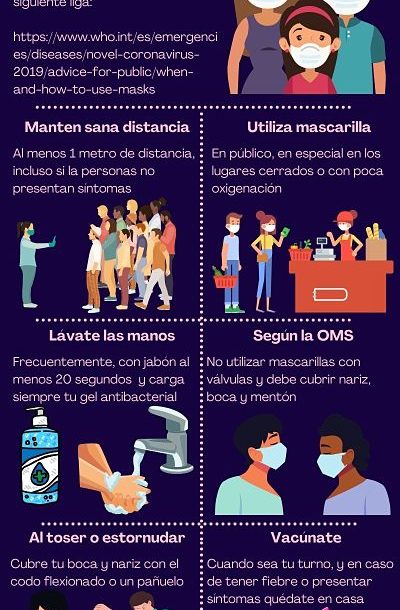 siguiente liga:
https://www.who.int/es/emergenci
es/diseases/novel-coronavirus-
2019/advice-for-public/when-
and-how-to-use-masks
Manten sana distancia
Al menos 1 metro de distancia,
incluso si la personas no
presentan síntomas
Utiliza mascarilla
En público, en especial en los
lugares cerrados o con poca
oxigenación
Lávate las manos
Frecuentemente, con jabón al
menos 20 segundos y carga
siempre tu gel antibacterial
Según la OMS
No utilizar mascarillas con
válvulas y debe cubrir nariz,
boca y mentón
Al toser o estornudar
Cubre tu boca y nariz con el
codo flexionado o un pañuelo
Vacúnate
Cuando sea tu turno, y en caso
de tener fiebre o presentar
síntomas quédate en casa